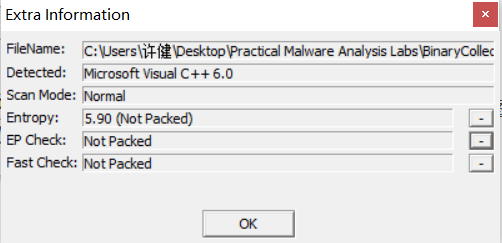 Extra Information
×
FileName: C:\Users\许健\Desktop\Practical Malware Analysis Labs\BinaryCollec
Detected: Microsoft Visual C++ 6.0
Scan Mode: Normal
Entropy: 5.90 (Not Packed) -
EP Check: Not Packed -
Fast Check: Not Packed -
OK